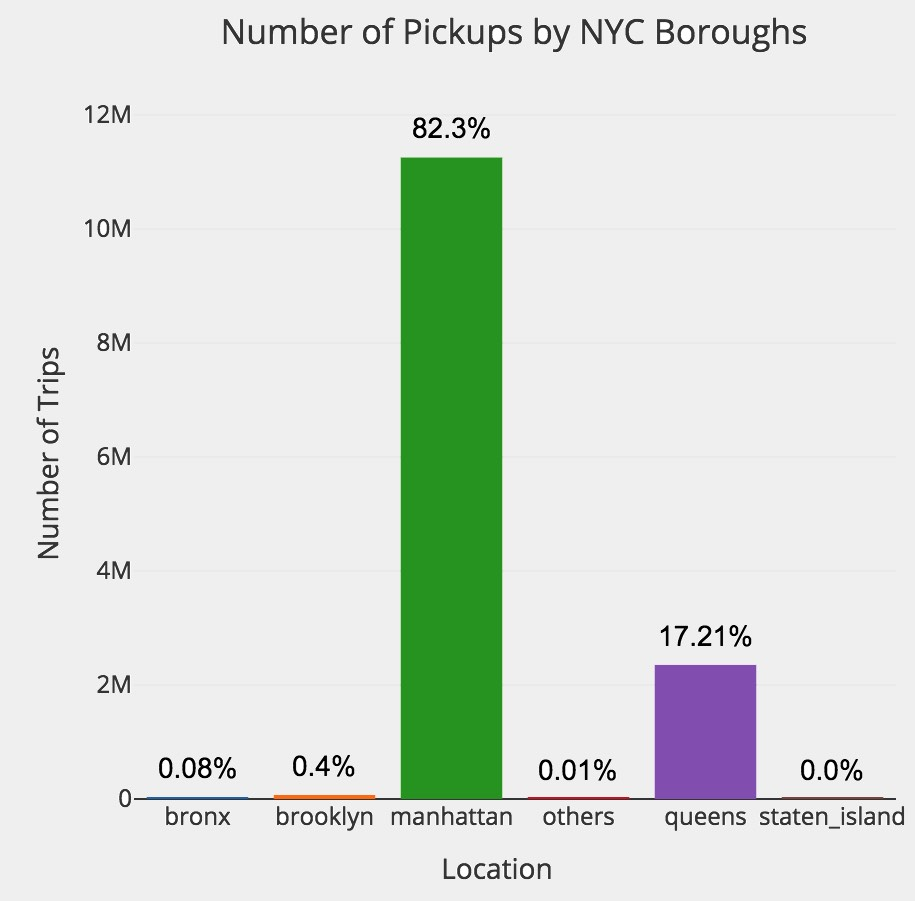 Number of Pickups by NYC Boroughs
12M
82.3%
10M
8M
6M
Number of Trips
4M
17.21%
2M
0.08%
0.4%
0.01%
0.0%
0
bronx brooklyn manhattan others queens staten_island
Location